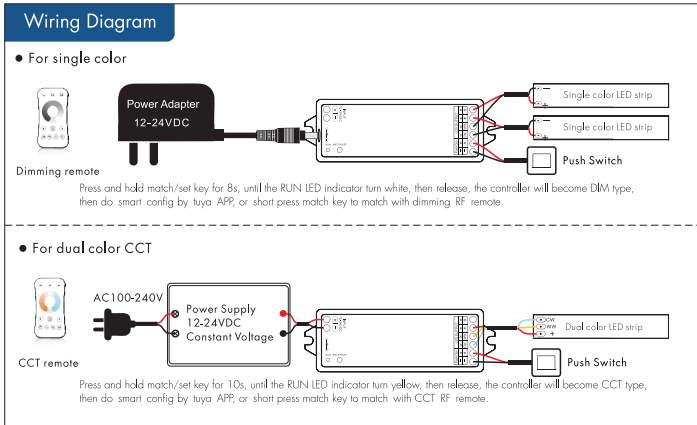 Wiring Diagram
● For single color
Power Adapter
12-24VDC
Single color LED strip
Single color LED strip
Push Switch
Dimming remote
Press and hold match/set key for 8s, until the RUN LED indicator turn white, then release, the controller will become DIM type,
then do smart config by tuya APP, or short press match key to match with dimming RF remote.
● For dual color CCT
AC100-240V
Power Supply
12-24VDC
Constant Voltage
CW
WW
Dual color LED strip
Push Switch
CCT remote
Press and hold match/set key for 10s, until the RUN LED indicator turn yellow, then release, the controller will become CCT type,
then do smart config by tuya APP, or short press match key to match with CCT RF remote.